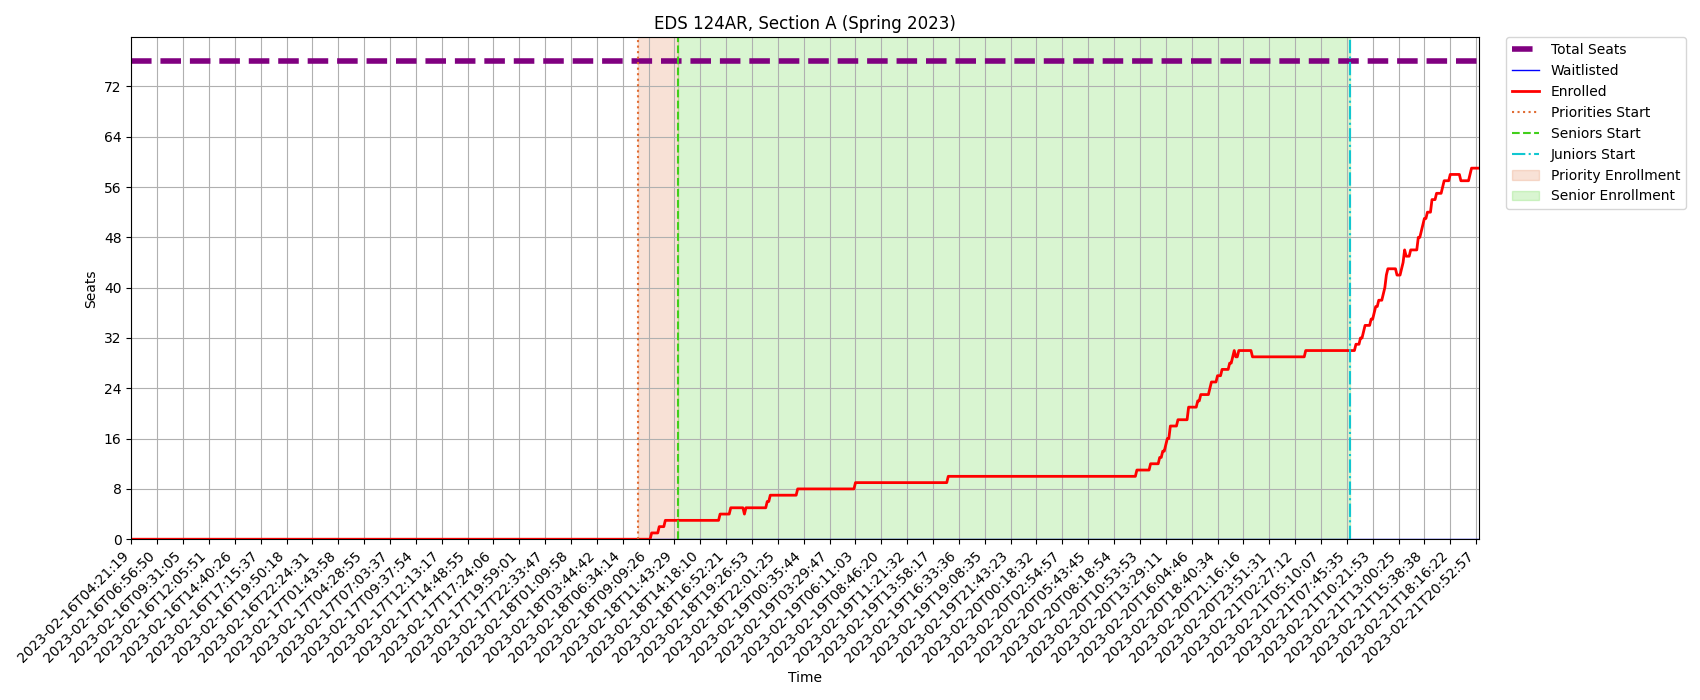 EDS 124AR, Section A (Spring 2023)
Total Seats
Waitlisted
Enrolled
Priorities Start
Seniors Start
Juniors Start
Priority Enrollment
Senior Enrollment
Seats
72
64
56
48
40
32
24
16
8
0
2023-02-16T04:21:19
2023-02-16T06:56:50
2023-02-16T09:31:05
2023-02-16T12:05:51
2023-02-16T14:40:26
2023-02-16T17:15:37
2023-02-16T19:50:18
2023-02-16T22:24:31
2023-02-17T01:43:58
2023-02-17T04:28:55
2023-02-17T07:03:37
2023-02-17T09:37:54
2023-02-17T12:13:17
2023-02-17T14:48:55
2023-02-17T17:24:06
2023-02-17T19:59:01
2023-02-17T22:33:47
2023-02-18T01:09:58
2023-02-18T03:44:42
2023-02-18T06:34:14
2023-02-18T09:09:26
2023-02-18T11:43:29
2023-02-18T14:18:10
2023-02-18T16:52:21
2023-02-18T19:26:53
2023-02-18T22:01:25
2023-02-19T00:35:44
2023-02-19T03:29:47
2023-02-19T06:11:03
2023-02-19T08:46:20
2023-02-19T11:21:32
2023-02-19T13:58:17
2023-02-19T16:33:36
2023-02-19T19:08:35
2023-02-19T21:43:23
2023-02-20T00:18:32
2023-02-20T02:54:57
2023-02-20T05:43:45
2023-02-20T08:18:54
2023-02-20T10:53:53
2023-02-20T13:29:11
2023-02-20T16:04:46
2023-02-20T18:40:34
2023-02-20T21:16:16
2023-02-20T23:51:31
2023-02-21T02:27:12
2023-02-21T05:10:07
2023-02-21T07:45:35
2023-02-21T10:21:53
2023-02-21T13:00:25
2023-02-21T15:38:38
2023-02-21T18:16:22
2023-02-21T20:52:57
Time